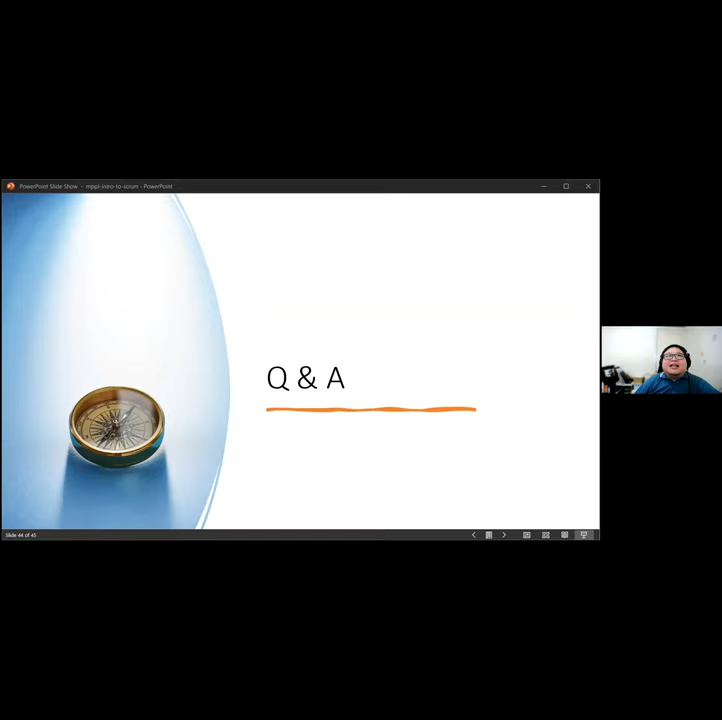 PowerPoint Slide Show - mppl-intro-to-scrum - PowerPoint
Q & A
Slide 44 of 45